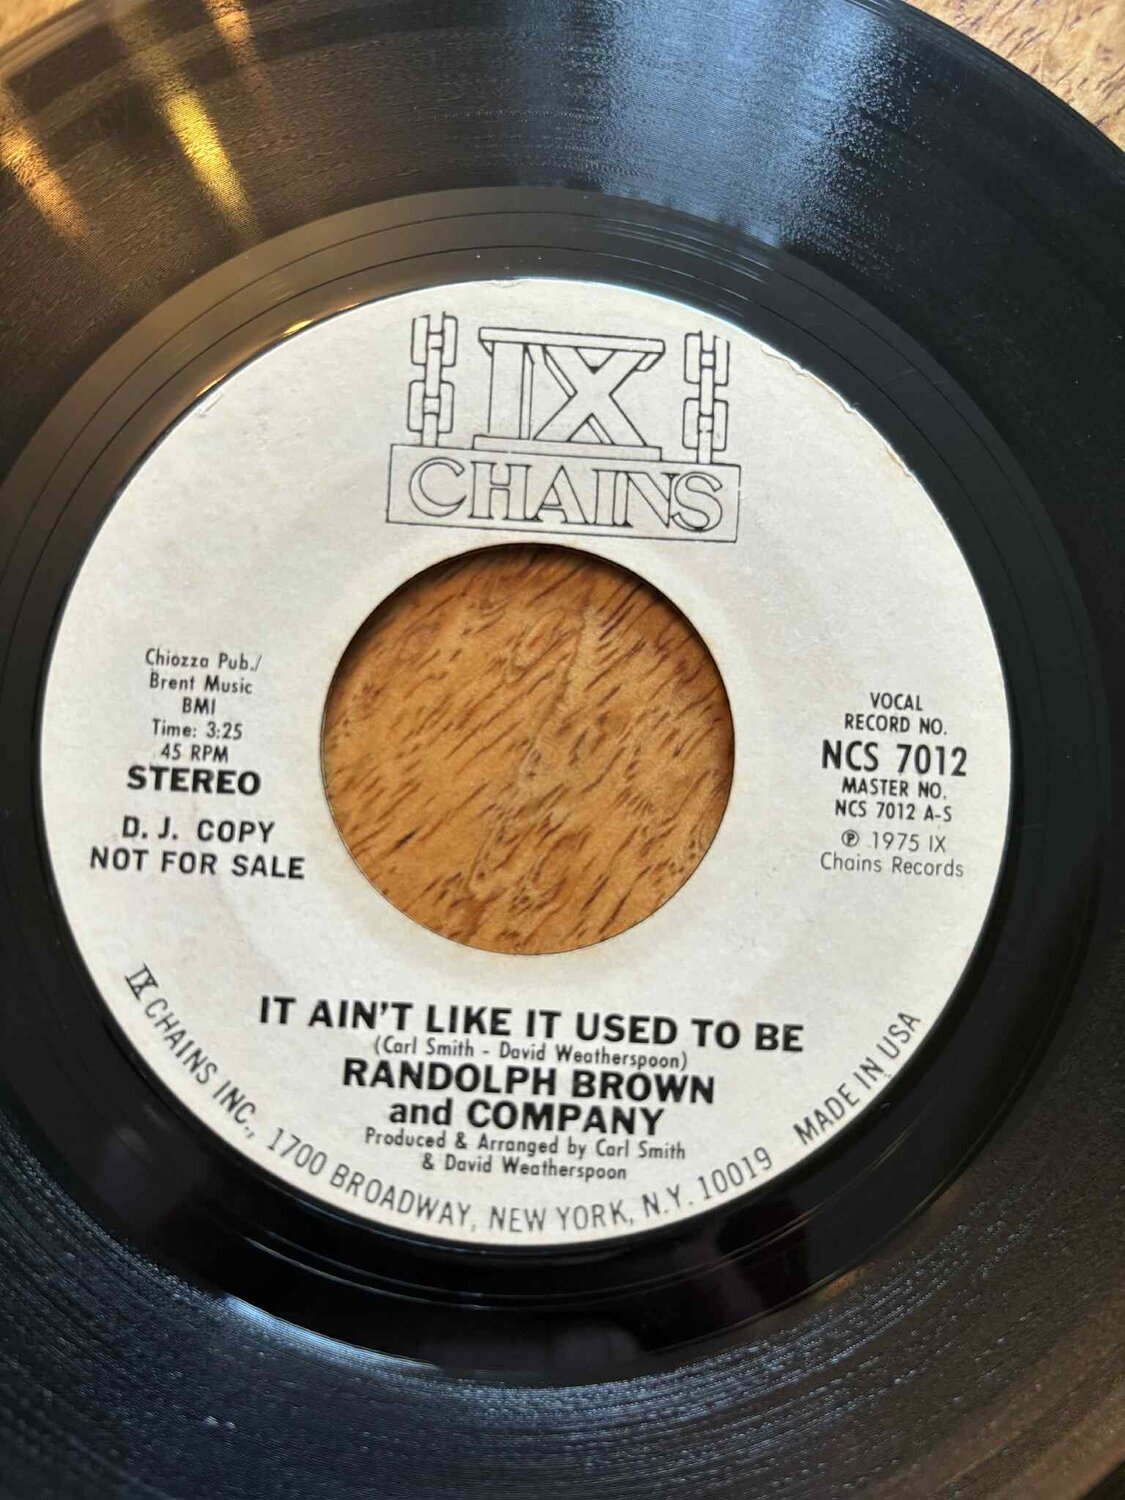 IX
CHAINS
Chiozza Pub./
Brent Music
BMI
Time: 3:25
45 RPM
STEREO
D. J. COPY
NOT FOR SALE
VOCAL
RECORD NO.
NCS 7012
MASTER NO.
NCS 7012 A-S
℗ 1975 IX
Chains Records
IT AIN'T LIKE IT USED TO BE
(Carl Smith - David Weatherspoon)
RANDOLPH BROWN
and COMPANY
Produced & Arranged by Carl Smith
& David Weatherspoon
IX CHAINS INC., 1700 BROADWAY, NEW YORK, N.Y. 10019 MADE IN USA